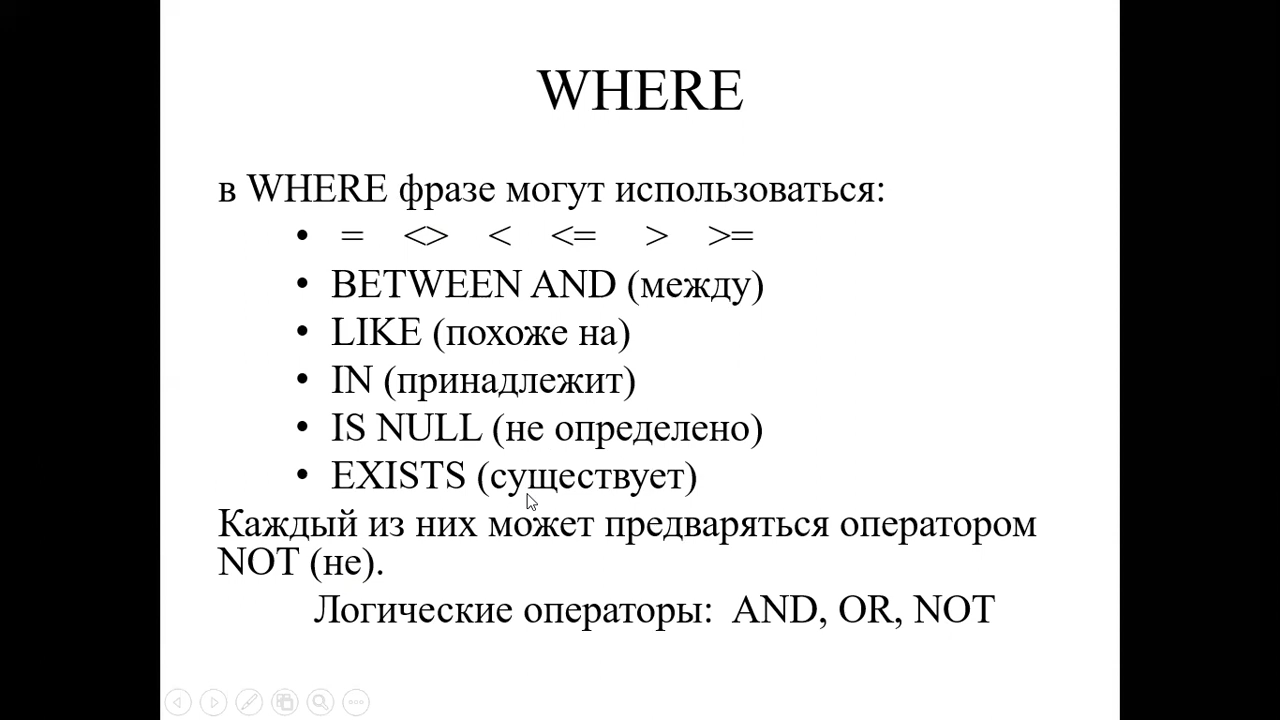 WHERE
в WHERE фразе могут использоваться:
• = <> < <= > >=
• BETWEEN AND (между)
• LIKE (похоже на)
• IN (принадлежит)
• IS NULL (не определено)
• EXISTS (существует)
Каждый из них может предваряться оператором
NOT (не).
Логические операторы: AND, OR, NOT